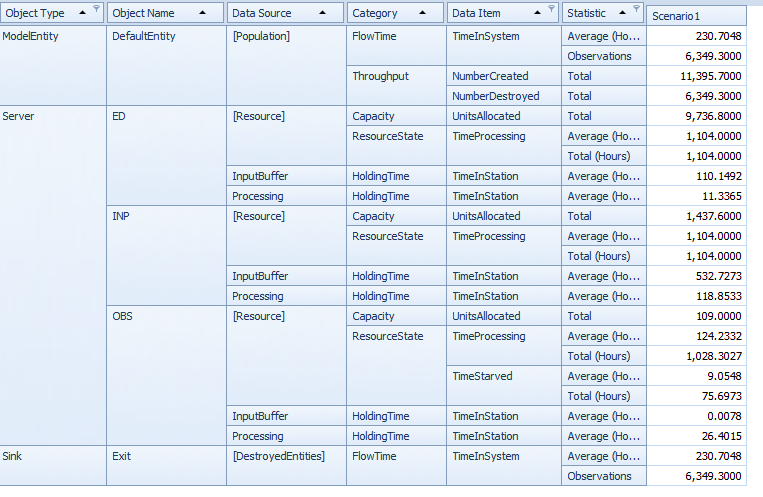 Object Type Object Name Data Source Category Data Item Statistic Scenario1
ModelEntity DefaultEntity [Population] FlowTime TimeInSystem Average (Ho... 230.7048
Observations 6,349.3000
Throughput NumberCreated Total 11,395.7000
NumberDestroyed Total 6,349.3000
Server ED [Resource] Capacity UnitsAllocated Total 9,736.8000
ResourceState TimeProcessing Average (Ho... 1,104.0000
Total (Hours) 1,104.0000
InputBuffer HoldingTime TimeInStation Average (Ho... 110.1492
Processing HoldingTime TimeInStation Average (Ho... 11.3365
INP [Resource] Capacity UnitsAllocated Total 1,437.6000
ResourceState TimeProcessing Average (Ho... 1,104.0000
Total (Hours) 1,104.0000
InputBuffer HoldingTime TimeInStation Average (Ho... 532.7273
Processing HoldingTime TimeInStation Average (Ho... 118.8533
OBS [Resource] Capacity UnitsAllocated Total 109.0000
ResourceState TimeProcessing Average (Ho... 124.2332
Total (Hours) 1,028.3027
TimeStarved Average (Ho... 9.0548
Total (Hours) 75.6973
InputBuffer HoldingTime TimeInStation Average (Ho... 0.0078
Processing HoldingTime TimeInStation Average (Ho... 26.4015
Sink Exit [DestroyedEntities] FlowTime TimeInSystem Average (Ho... 230.7048
Observations 6,349.3000